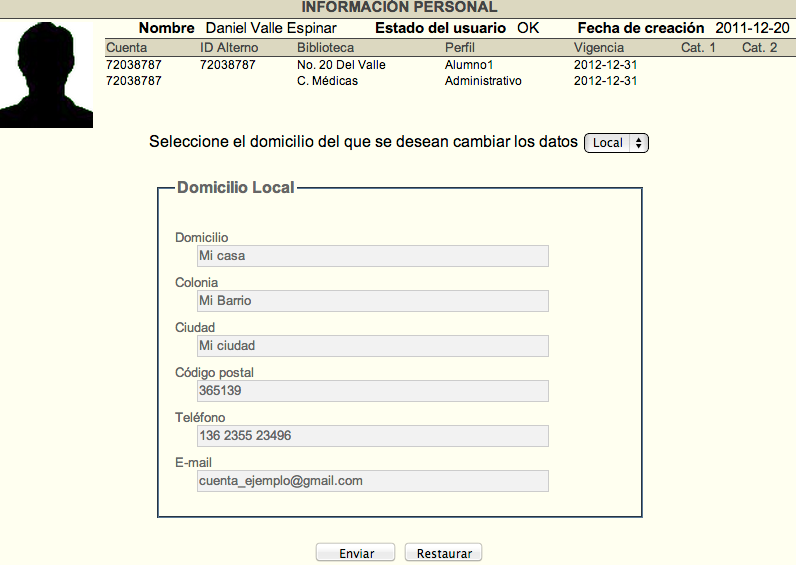 INFORMACIÓN PERSONAL
Nombre Daniel Valle Espinar Estado del usuario OK Fecha de creación 2011-12-20
Cuenta ID Alterno Biblioteca Perfil Vigencia Cat. 1 Cat. 2
72038787 72038787 No. 20 Del Valle Alumno1 2012-12-31
72038787 C. Médicas Administrativo 2012-12-31
Seleccione el domicilio del que se desean cambiar los datos Local
Domicilio Local
Domicilio
Mi casa
Colonia
Mi Barrio
Ciudad
Mi ciudad
Código postal
365139
Teléfono
136 2355 23496
E-mail
cuenta_ejemplo@gmail.com
Enviar Restaurar